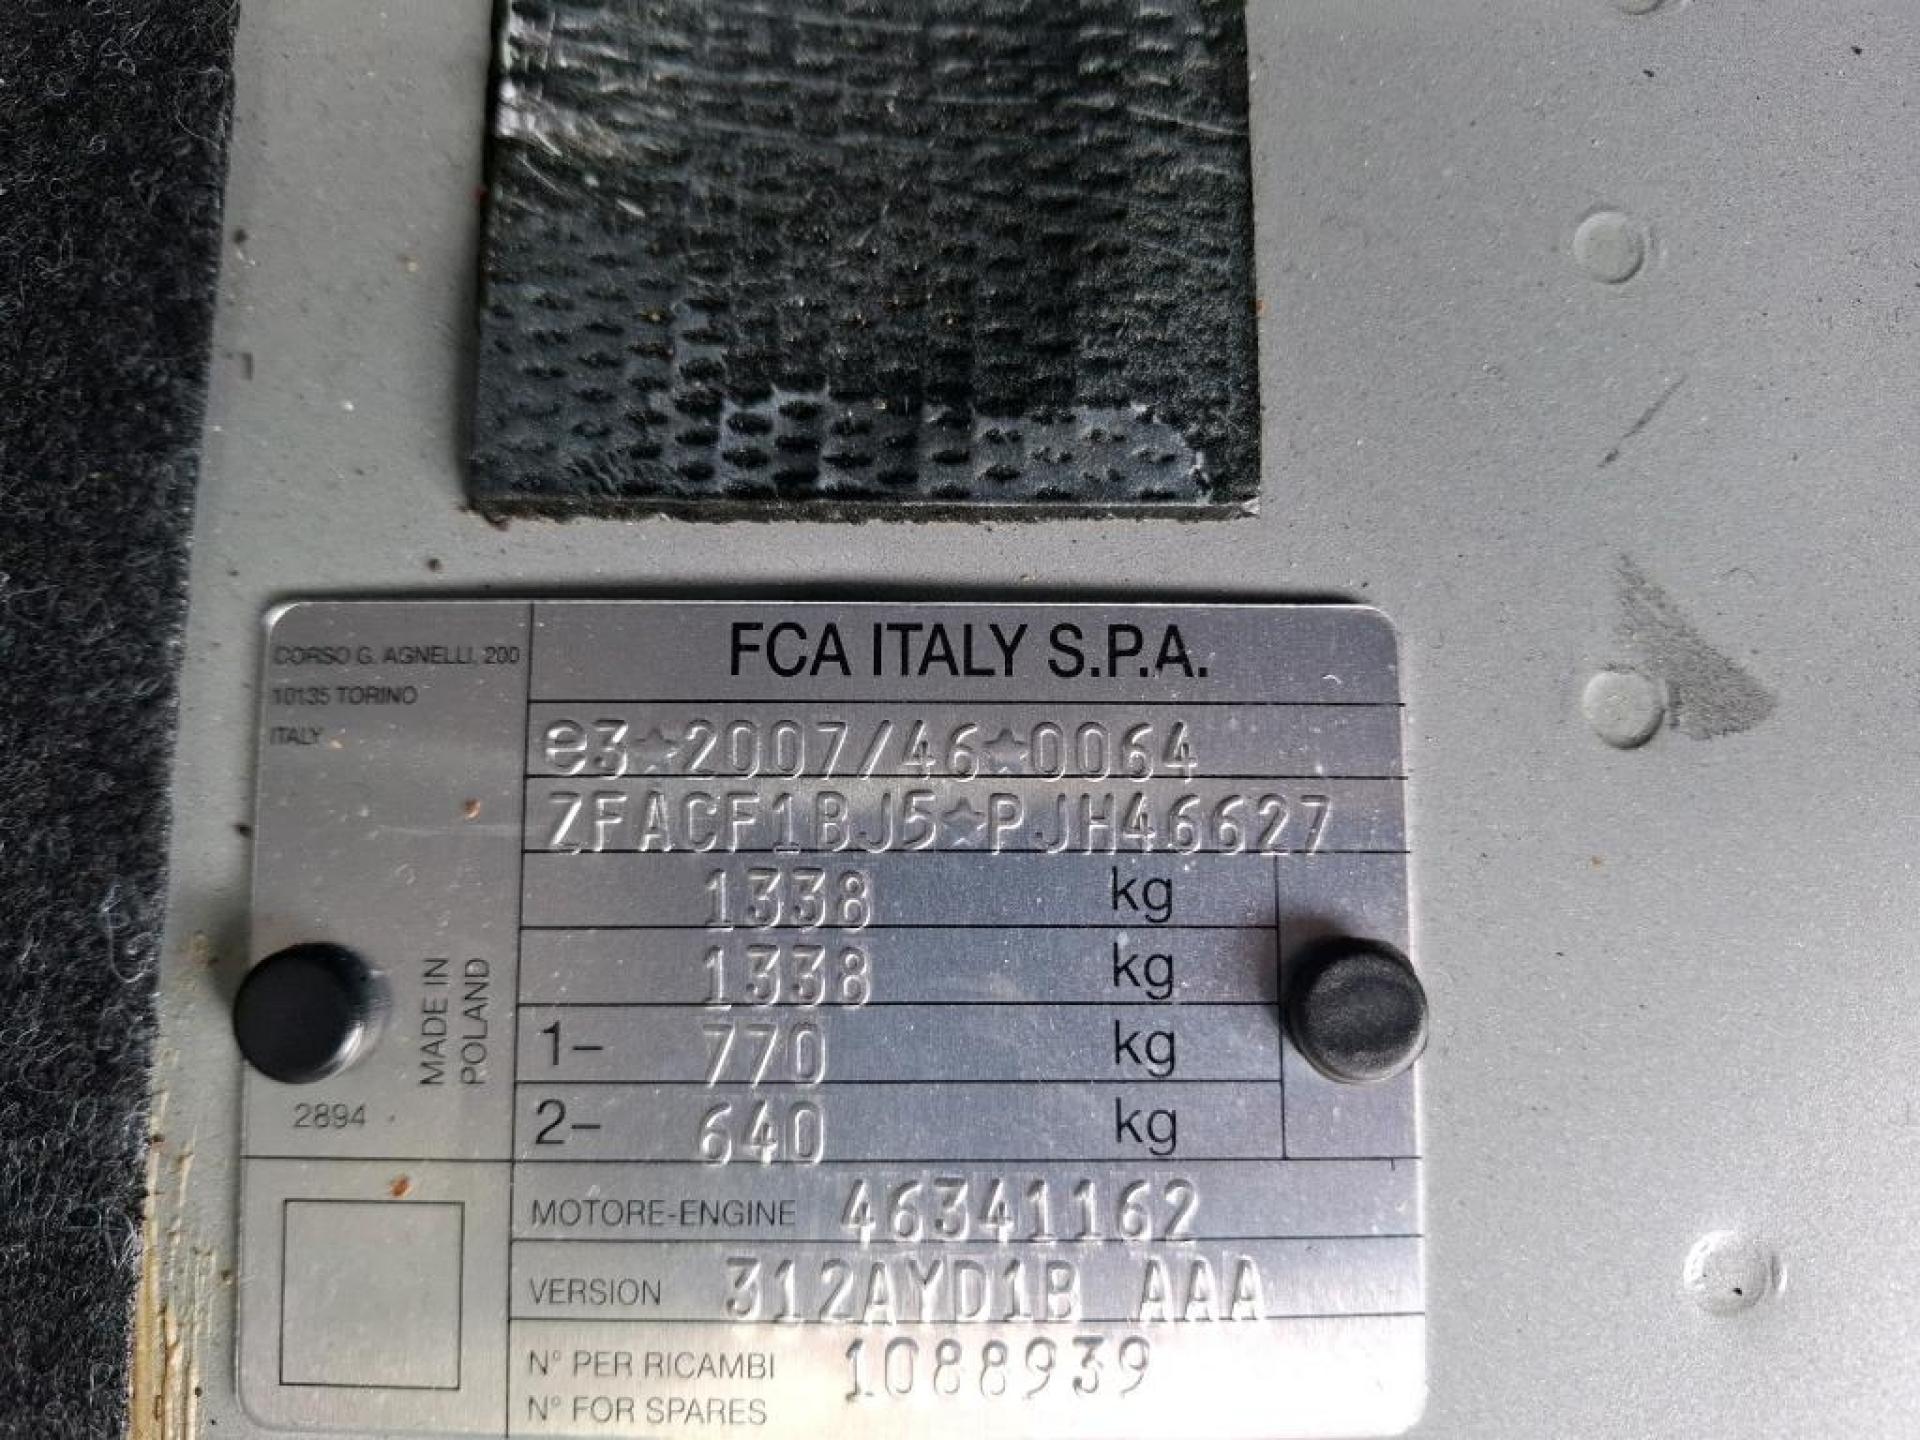 CORSO G. AGNELLI, 200
10135 TORINO
ITALY
FCA ITALY S.P.A.
e3★2007/46★0064
ZFACF1BJ5★PJH46627
1338 kg
1338 kg
1- 770 kg
2- 640 kg
MADE IN
POLAND
2894
MOTORE-ENGINE 46341162
VERSION 312AYD1B AAA
N° PER RICAMBI 1088939
N° FOR SPARES